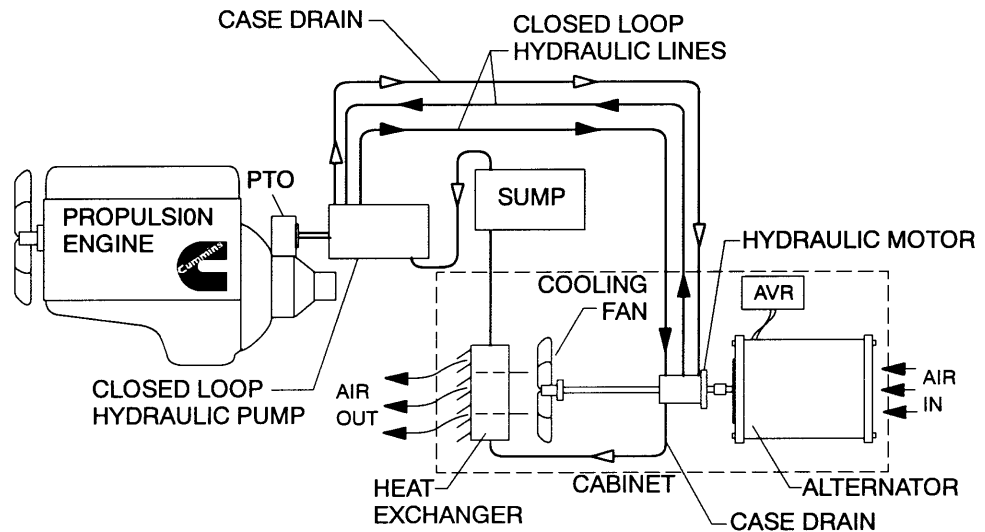 CASE DRAIN
CLOSED LOOP
HYDRAULIC LINES
PTO
SUMP
PROPULSION
ENGINE
Cummins
HYDRAULIC MOTOR
COOLING
FAN
AVR
CLOSED LOOP
HYDRAULIC PUMP
AIR
OUT
AIR
IN
HEAT
EXCHANGER
CABINET
ALTERNATOR
CASE DRAIN